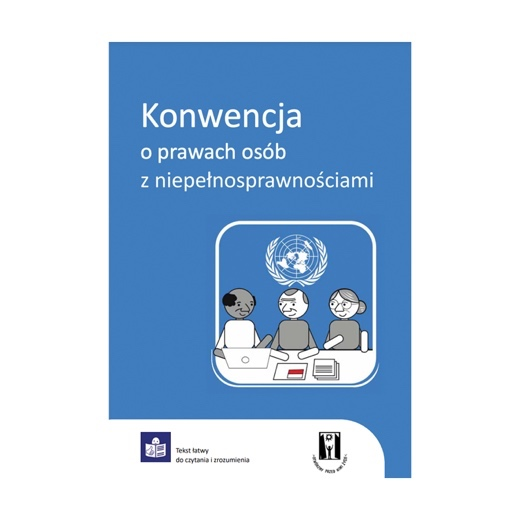 Konwencja
o prawach osób
z niepełnosprawnościami
Tekst łatwy
do czytania i zrozumienia